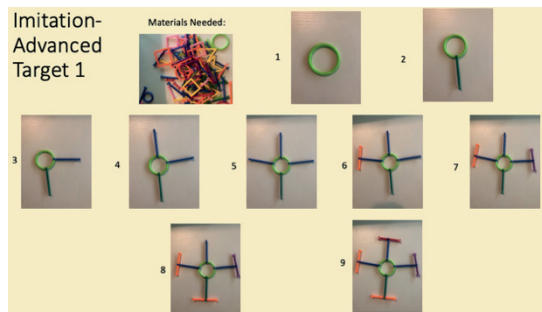 Imitation-
Advanced
Target 1
Materials Needed:
1
2
3
4
5
6
7
8
9